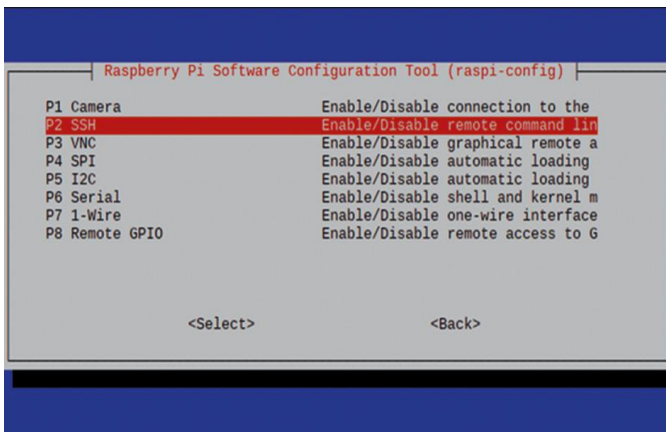 Raspberry Pi Software Configuration Tool (raspi-config)
P1 Camera Enable/Disable connection to the
P2 SSH Enable/Disable remote command lin
P3 VNC Enable/Disable graphical remote a
P4 SPI Enable/Disable automatic loading
P5 I2C Enable/Disable automatic loading
P6 Serial Enable/Disable shell and kernel m
P7 1-Wire Enable/Disable one-wire interface
P8 Remote GPIO Enable/Disable remote access to G
<Select> <Back>